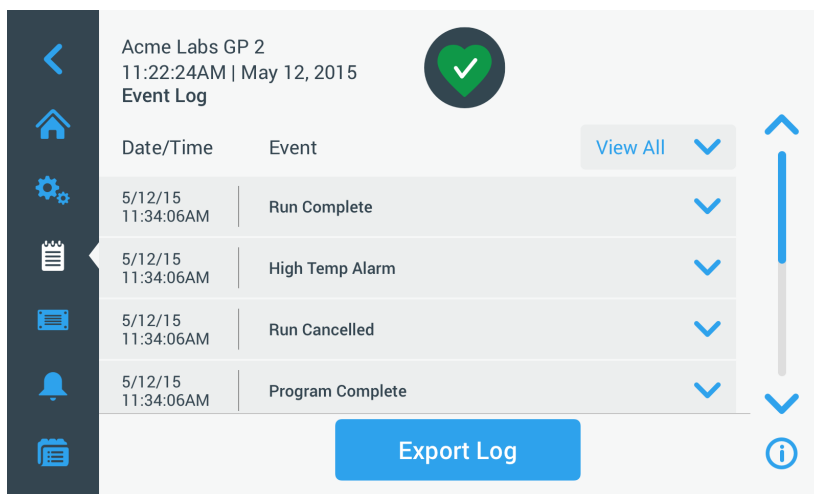 Acme Labs GP 2
11:22:24AM | May 12, 2015
Event Log
Date/Time Event View All
5/12/15
11:34:06AM
Run Complete
5/12/15
11:34:06AM
High Temp Alarm
5/12/15
11:34:06AM
Run Cancelled
5/12/15
11:34:06AM
Program Complete
Export Log